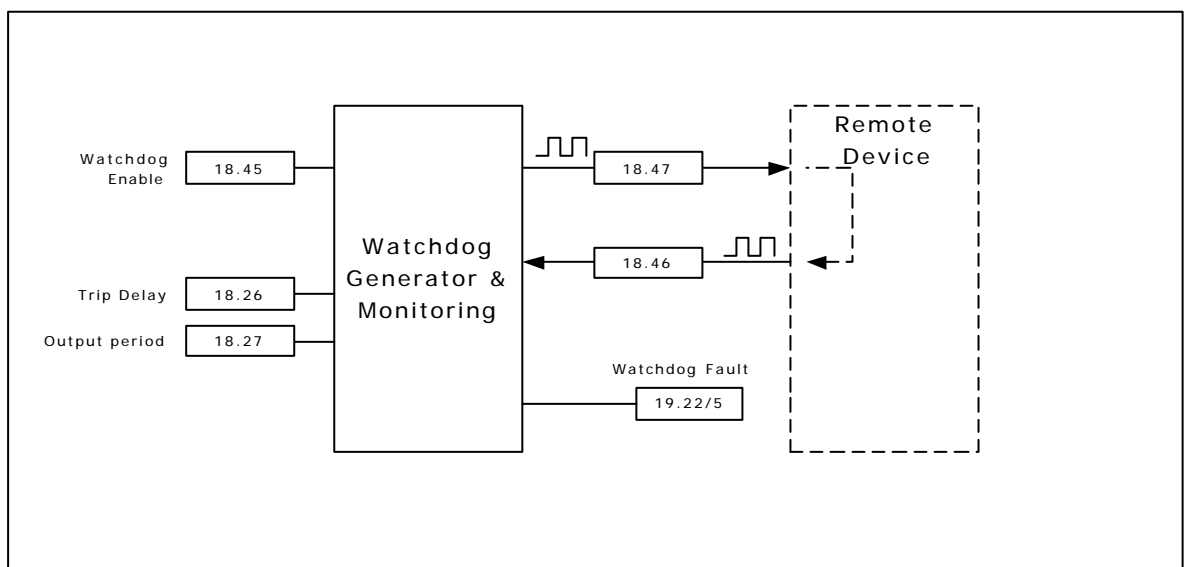 Watchdog
Enable
18.45
18.47
Remote
Device
Watchdog
Generator &
Monitoring
18.46
Trip Delay
18.26
Output period
18.27
Watchdog Fault
19.22/5